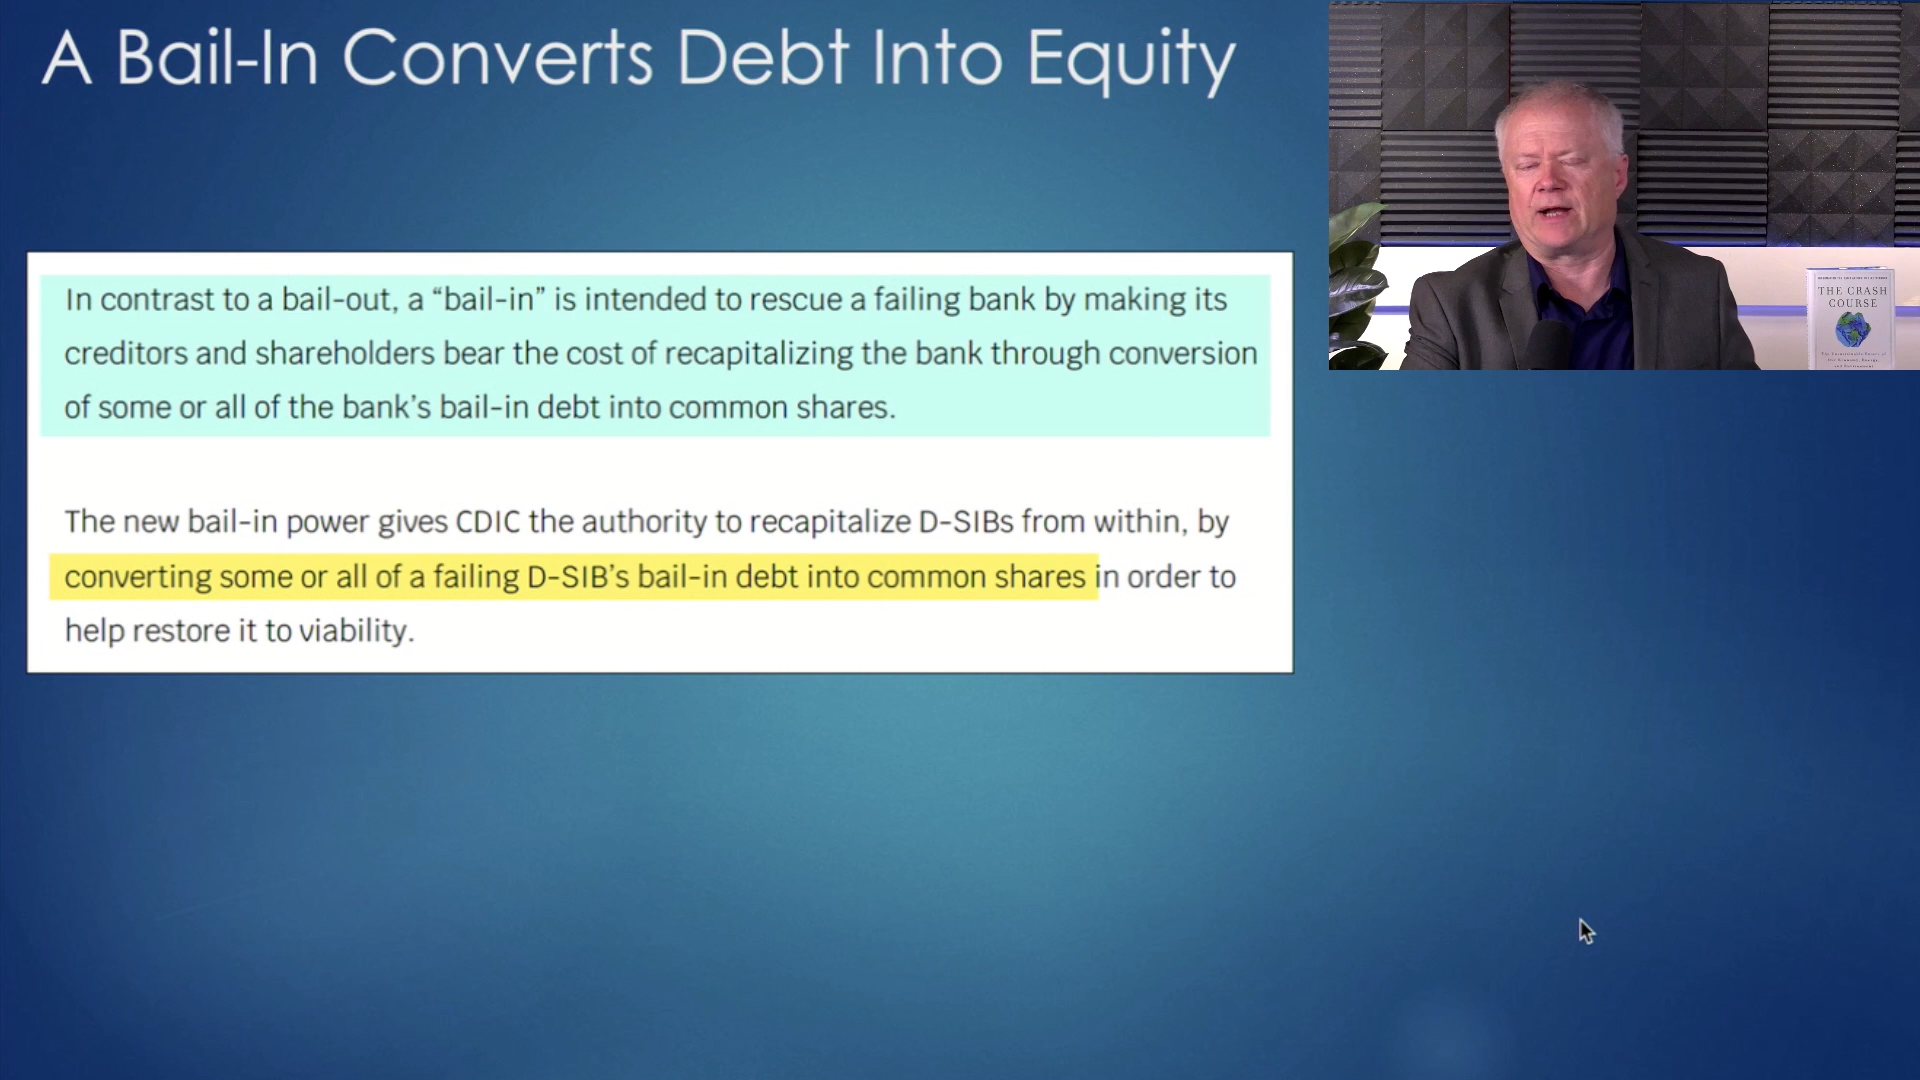 A Bail-In Converts Debt Into Equity
In contrast to a bail-out, a “bail-in” is intended to rescue a failing bank by making its
creditors and shareholders bear the cost of recapitalizing the bank through conversion
of some or all of the bank’s bail-in debt into common shares.
The new bail-in power gives CDIC the authority to recapitalize D-SIBs from within, by
converting some or all of a failing D-SIB’s bail-in debt into common shares in order to
help restore it to viability.
THE CRASH
COURSE